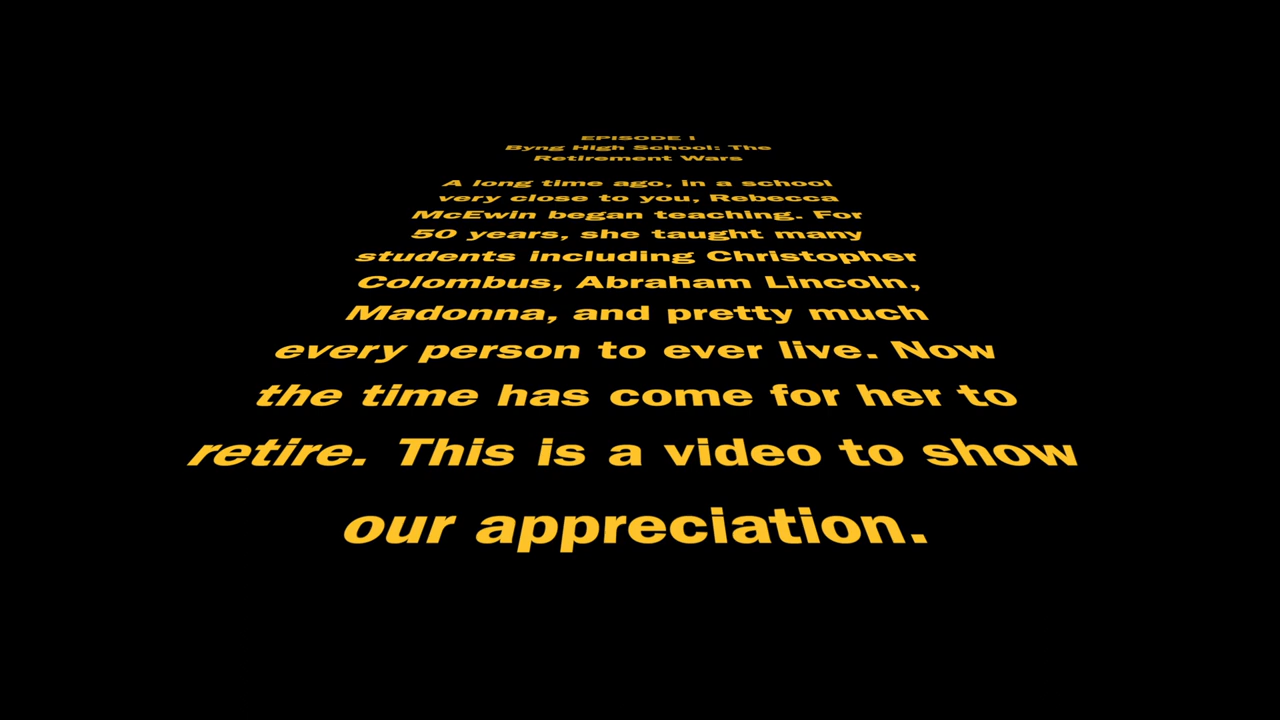 EPISODE I
Byng High School: The
Retirement Wars
A long time ago, in a school
very close to you, Rebecca
McEwin began teaching. For
50 years, she taught many
students including Christopher
Colombus, Abraham Lincoln,
Madonna, and pretty much
every person to ever live. Now
the time has come for her to
retire. This is a video to show
our appreciation.